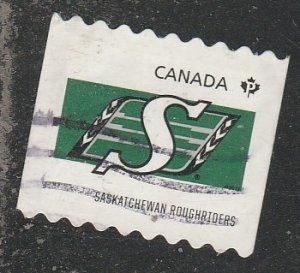 CANADA P
S ®
SASKATCHEWAN ROUGHRIDERS